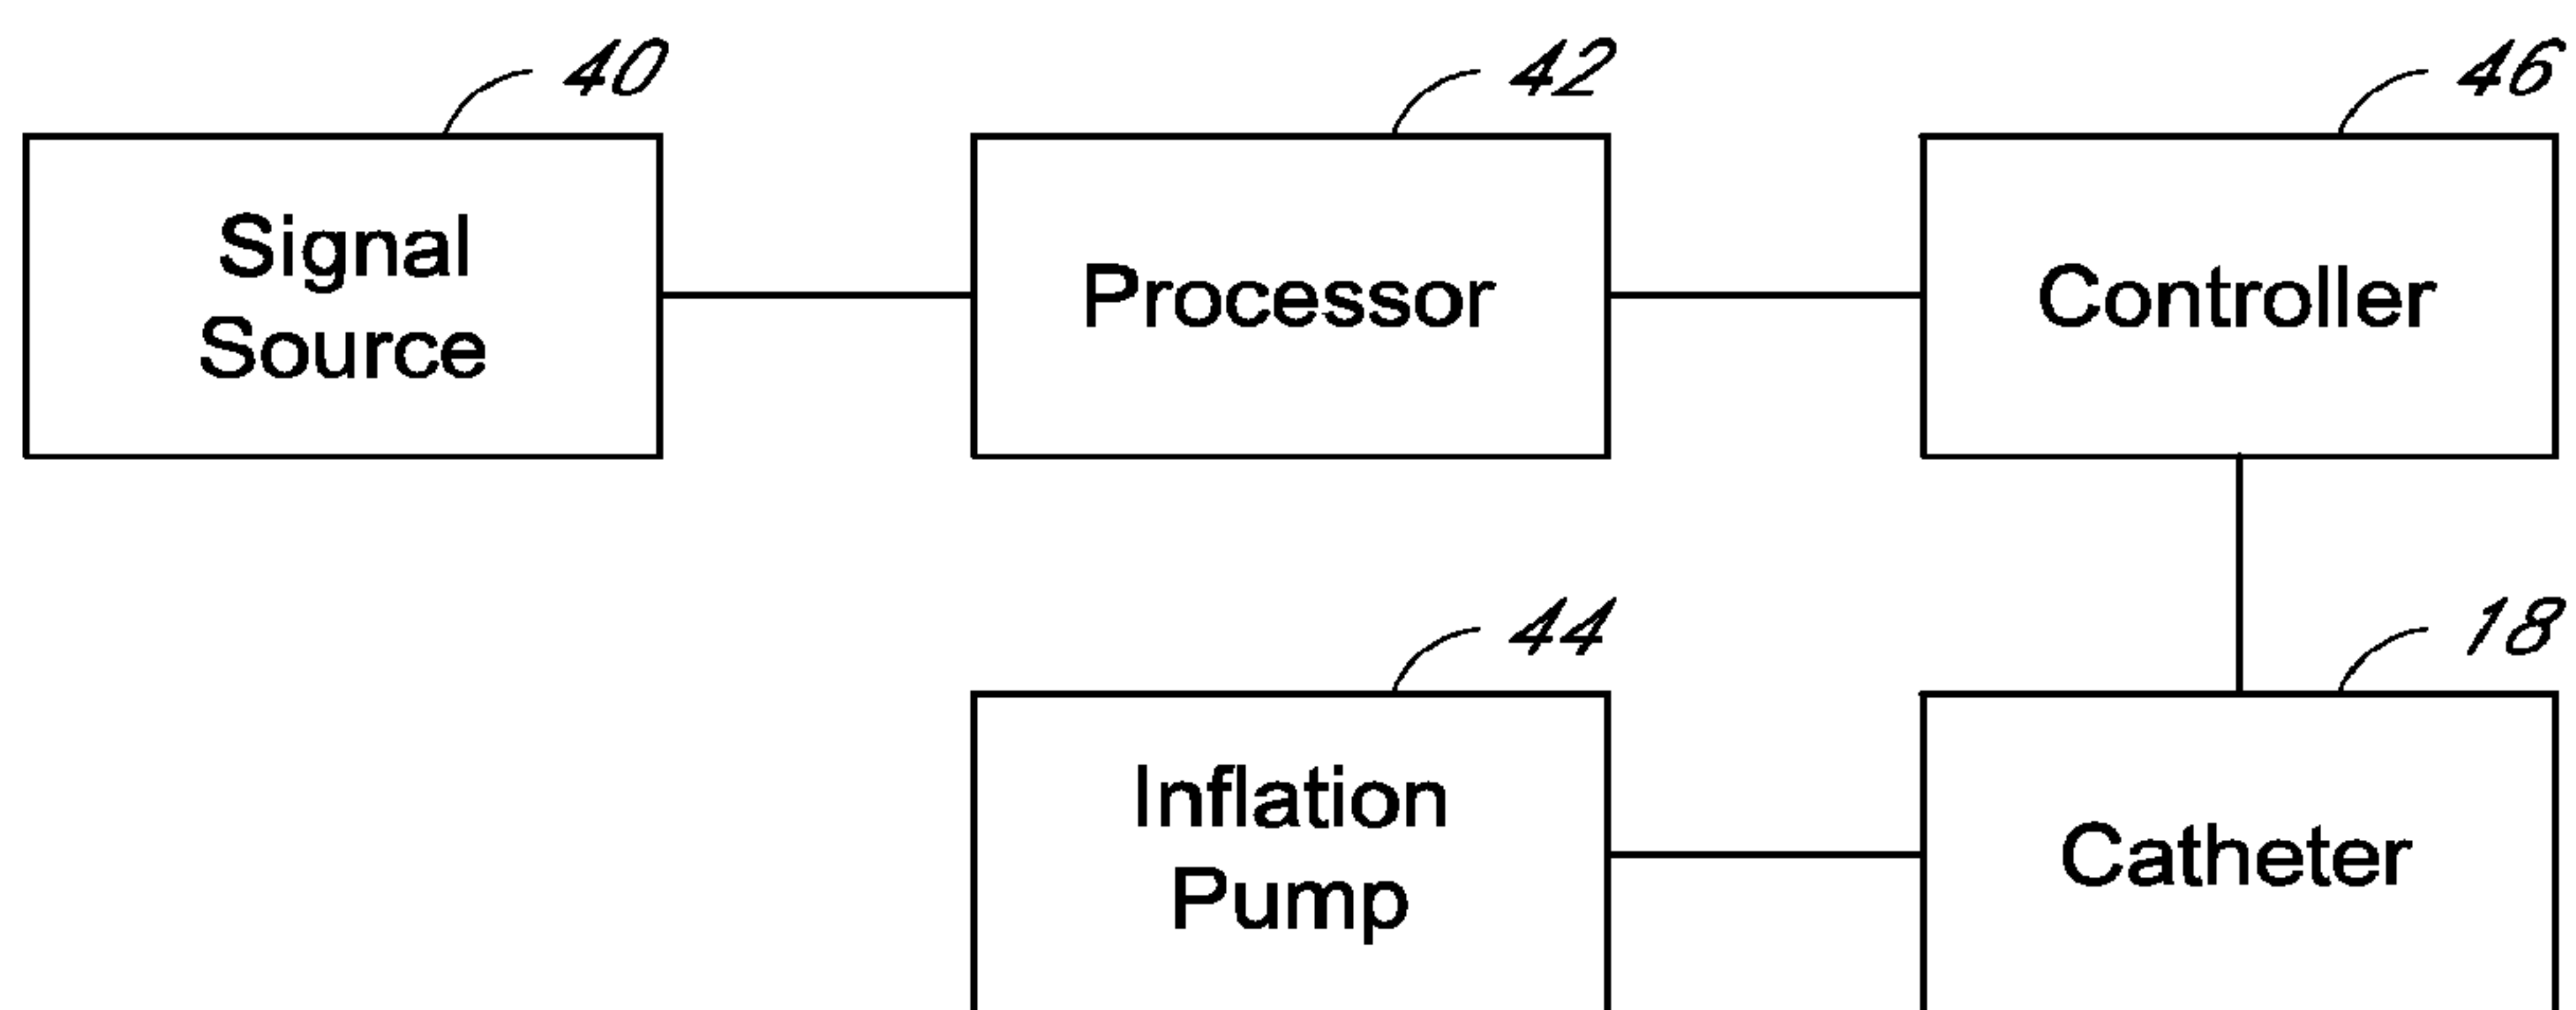 40
42
46
Signal
Source
Processor
Controller
44
18
Inflation
Pump
Catheter